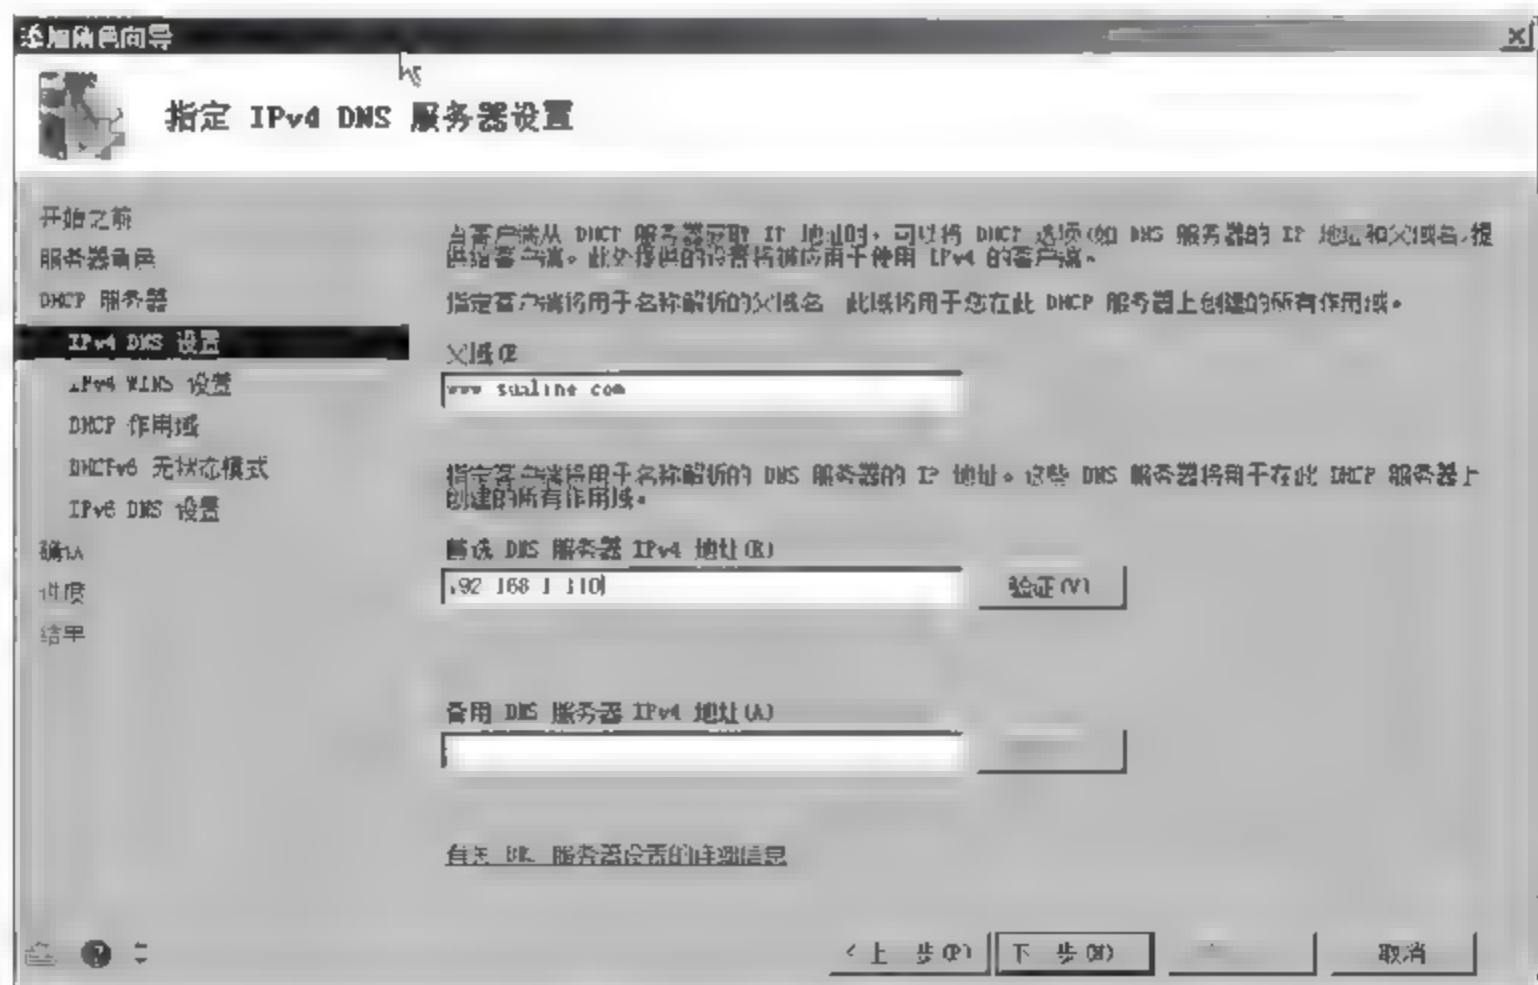 添加角色向导
指定 IPv4 DNS 服务器设置
开始之前
服务器角色
DHCP 服务器
IPv4 DNS 设置
IPv4 WINS 设置
DHCP 作用域
DHCPv6 无状态模式
IPv6 DNS 设置
确认
进度
结果
当客户端从 DHCP 服务器获取 IP 地址时，可以将 DHCP 选项(如 DNS 服务器的 IP 地址和父域名)提
供给客户端。此处提供的设置将被应用于使用 IPv4 的客户端。
指定客户端将用于名称解析的父域名 此域将用于您在此 DHCP 服务器上创建的所有作用域。
父域(P
www sualine com
指定客户端将用于名称解析的 DNS 服务器的 IP 地址。这些 DNS 服务器将用于在此 DHCP 服务器上
创建的所有作用域。
首选 DNS 服务器 IPv4 地址(R)
192 168 1 110
验证(V)
备用 DNS 服务器 IPv4 地址(A)
有关 DNS 服务器设置的详细信息
< 上 步(P)
下 步(N)
取消